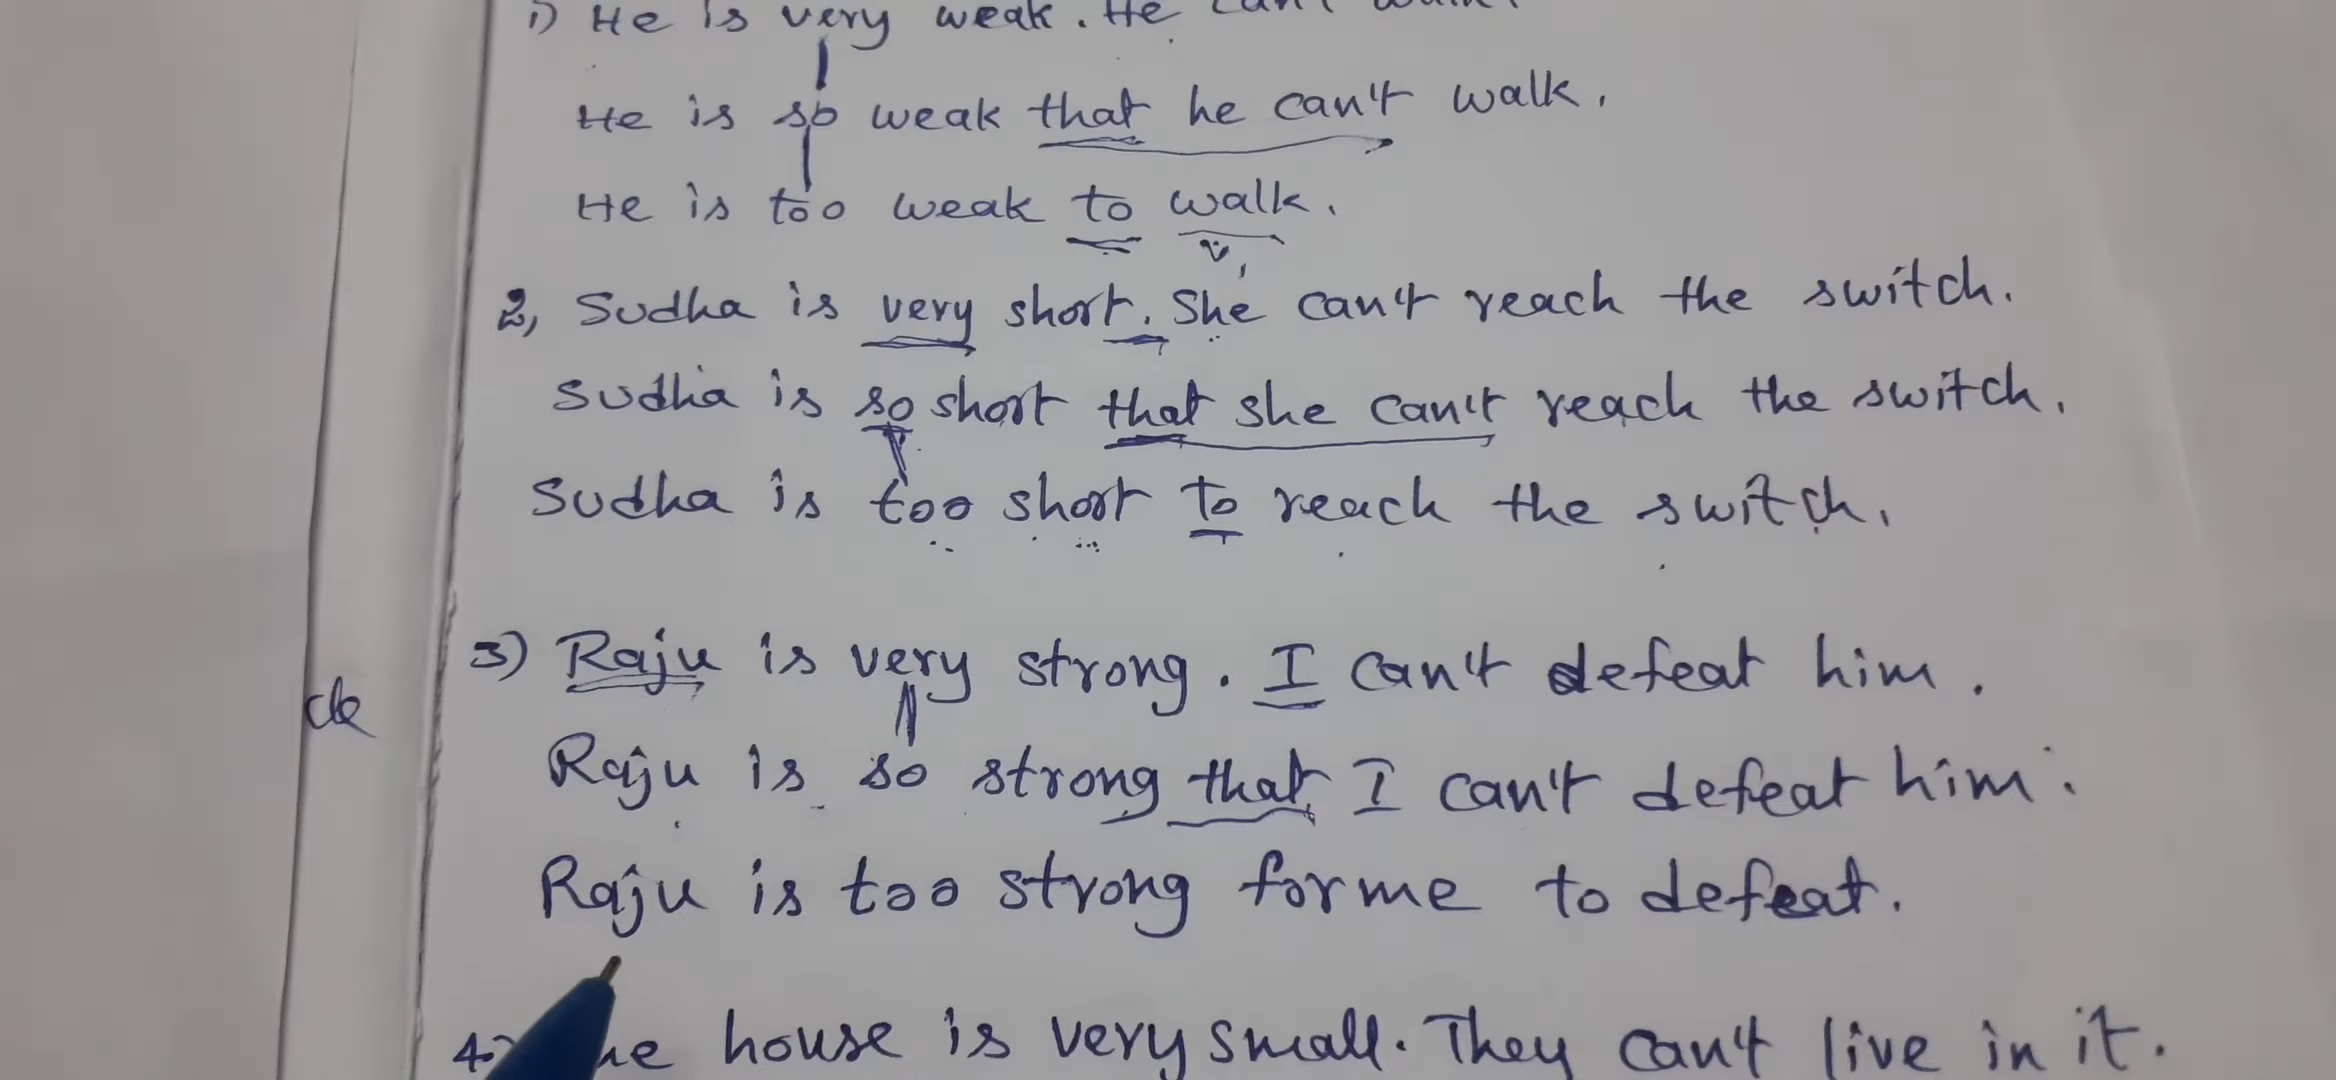 1) He is very weak. He can't walk.
He is so weak that he can't walk.
He is too weak to walk.
V1
2, Sudha is very short. She can't reach the switch.
Sudha is so short that she can't reach the switch.
Sudha is too short to reach the switch.
3) Raju is very strong. I can't defeat him.
Raju is so strong that I can't defeat him.
Raju is too strong for me to defeat.
4) house is very small. They can't live in it.